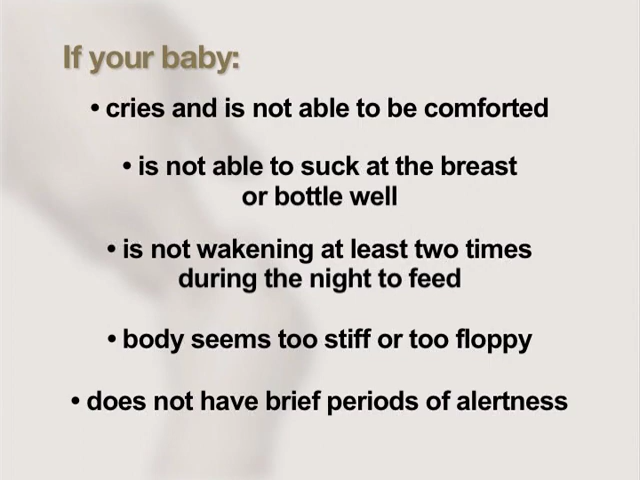 If your baby:
• cries and is not able to be comforted
• is not able to suck at the breast
or bottle well
• is not wakening at least two times
during the night to feed
• body seems too stiff or too floppy
• does not have brief periods of alertness